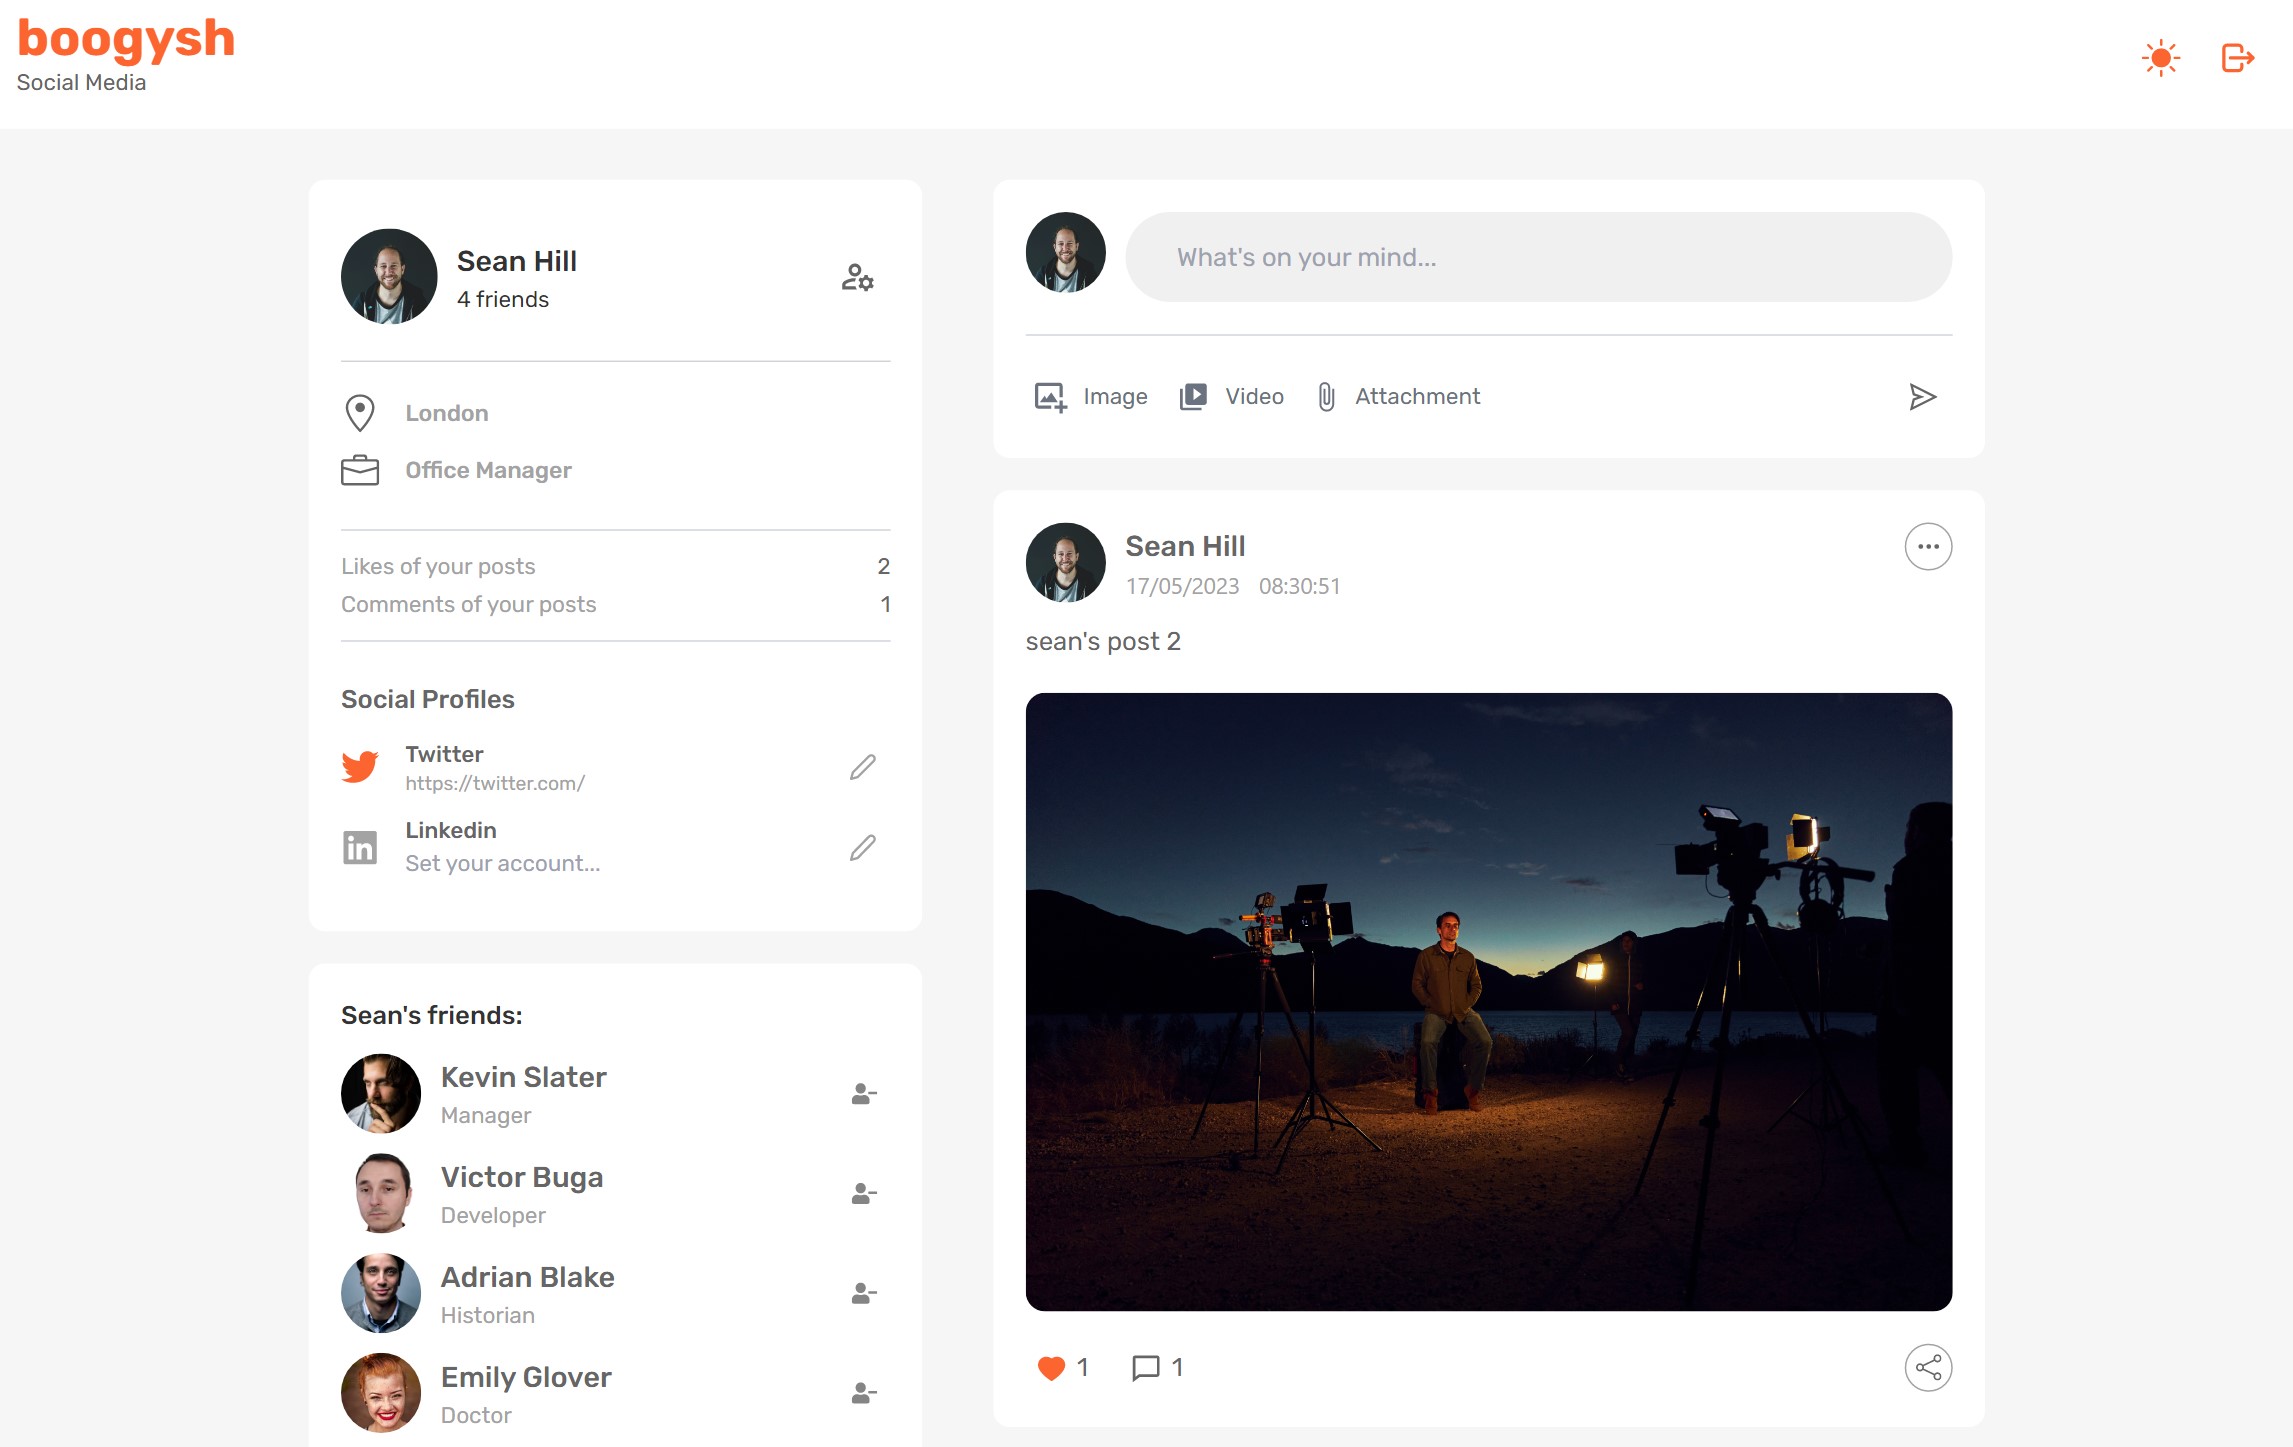 boogysh
Social Media
Sean Hill
4 friends
London
Office Manager
Likes of your posts 2
Comments of your posts 1
Social Profiles
Twitter
https://twitter.com/
Linkedin
Set your account...
Sean's friends:
Kevin Slater
Manager
Victor Buga
Developer
Adrian Blake
Historian
Emily Glover
Doctor
What's on your mind...
Image Video Attachment
Sean Hill
17/05/2023 08:30:51
sean's post 2
1 1